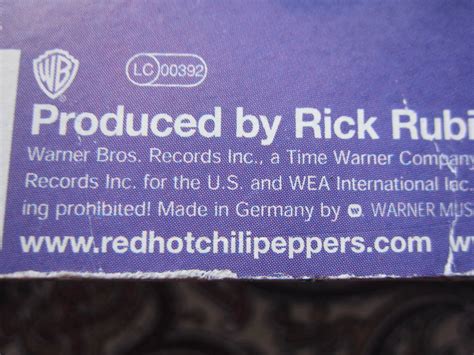 WB
LC 00392
Produced by Rick Rubi
Warner Bros. Records Inc., a Time Warner Compan
Records Inc. for the U.S. and WEA International Inc
ing prohibited! Made in Germany by W. WARNER MUS
www.redhotchilipeppers.com w